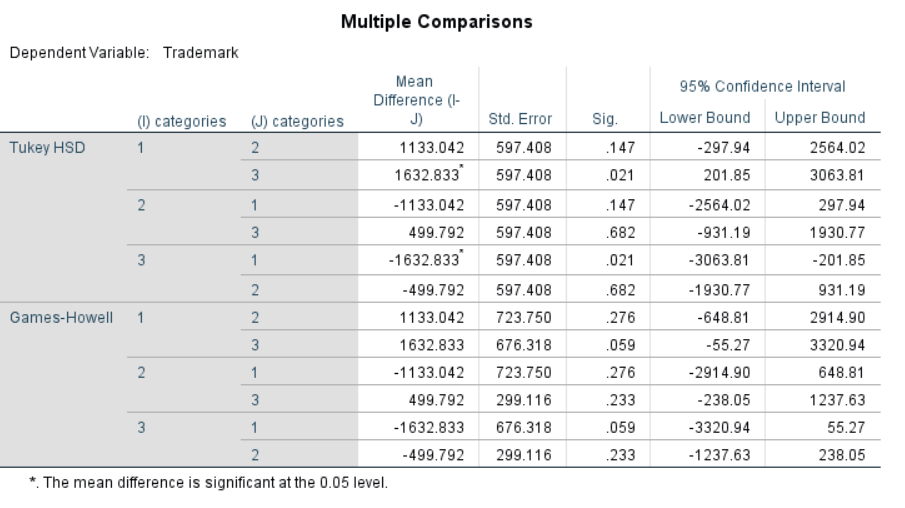 Multiple Comparisons
Dependent Variable: Trademark
(I) categories (J) categories Mean Difference (I-J) Std. Error Sig. 95% Confidence Interval
Lower Bound Upper Bound
Tukey HSD 1 2 1133.042 597.408 .147 -297.94 2564.02
3 1632.833* 597.408 .021 201.85 3063.81
2 1 -1133.042 597.408 .147 -2564.02 297.94
3 499.792 597.408 .682 -931.19 1930.77
3 1 -1632.833* 597.408 .021 -3063.81 -201.85
2 -499.792 597.408 .682 -1930.77 931.19
Games-Howell 1 2 1133.042 723.750 .276 -648.81 2914.90
3 1632.833 676.318 .059 -55.27 3320.94
2 1 -1133.042 723.750 .276 -2914.90 648.81
3 499.792 299.116 .233 -238.05 1237.63
3 1 -1632.833 676.318 .059 -3320.94 55.27
2 -499.792 299.116 .233 -1237.63 238.05
*. The mean difference is significant at the 0.05 level.